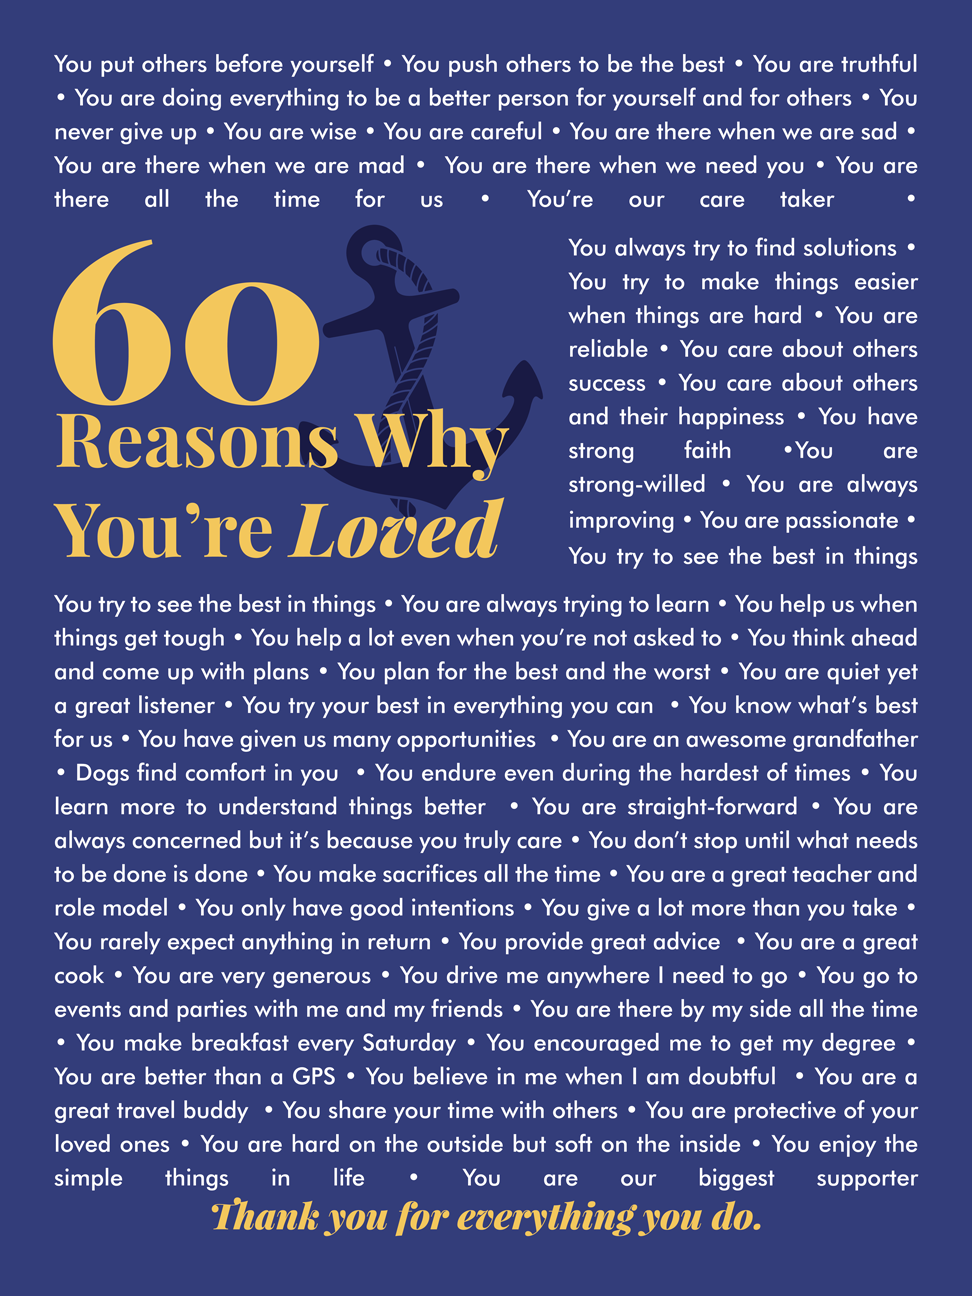 You put others before yourself • You push others to be the best • You are truthful
• You are doing everything to be a better person for yourself and for others • You
never give up • You are wise • You are careful • You are there when we are sad •
You are there when we are mad • You are there when we need you • You are
there all the time for us • You’re our care taker •
60
Reasons Why
You’re Loved
You always try to find solutions •
You try to make things easier
when things are hard • You are
reliable • You care about others
success • You care about others
and their happiness • You have
strong faith •You are
strong-willed • You are always
improving • You are passionate •
You try to see the best in things
You try to see the best in things • You are always trying to learn • You help us when
things get tough • You help a lot even when you’re not asked to • You think ahead
and come up with plans • You plan for the best and the worst • You are quiet yet
a great listener • You try your best in everything you can • You know what’s best
for us • You have given us many opportunities • You are an awesome grandfather
• Dogs find comfort in you • You endure even during the hardest of times • You
learn more to understand things better • You are straight-forward • You are
always concerned but it’s because you truly care • You don’t stop until what needs
to be done is done • You make sacrifices all the time • You are a great teacher and
role model • You only have good intentions • You give a lot more than you take •
You rarely expect anything in return • You provide great advice • You are a great
cook • You are very generous • You drive me anywhere I need to go • You go to
events and parties with me and my friends • You are there by my side all the time
• You make breakfast every Saturday • You encouraged me to get my degree •
You are better than a GPS • You believe in me when I am doubtful • You are a
great travel buddy • You share your time with others • You are protective of your
loved ones • You are hard on the outside but soft on the inside • You enjoy the
simple things in life • You are our biggest supporter
Thank you for everything you do.